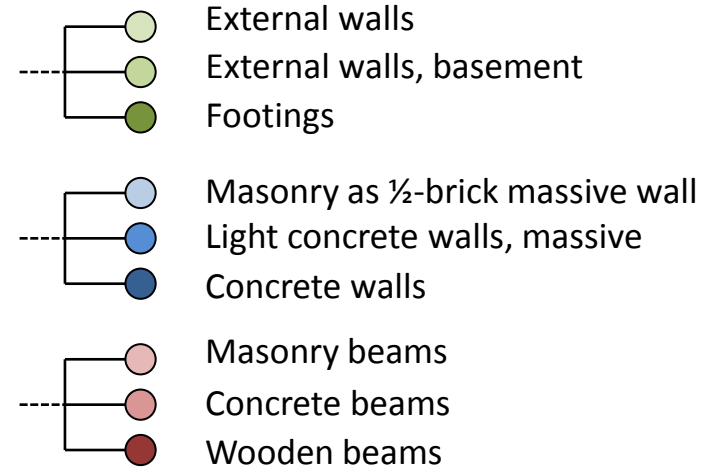 External walls
External walls, basement
Footings
Masonry as ½-brick massive wall
Light concrete walls, massive
Concrete walls
Masonry beams
Concrete beams
Wooden beams